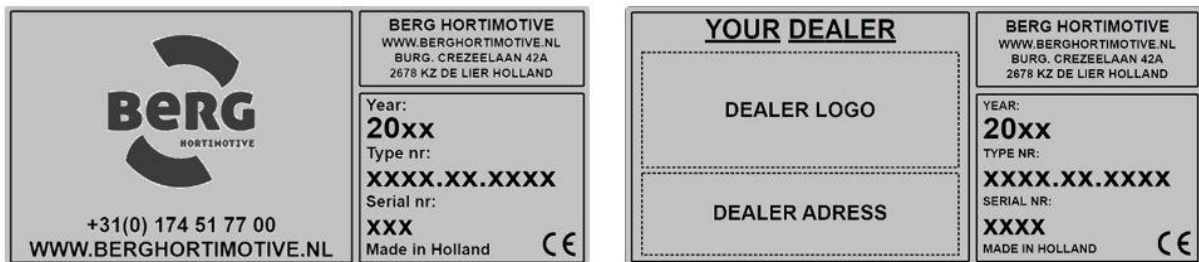 BERG
HORTIMOTIVE
+31(0) 174 51 77 00
WWW.BERGHORTIMOTIVE.NL
BERG HORTIMOTIVE
WWW.BERGHORTIMOTIVE.NL
BURG. CREZEELAAN 42A
2678 KZ DE LIER HOLLAND
Year:
20xx
Type nr:
xxxx.xx.xxxx
Serial nr:
xxx
Made in Holland CE
YOUR DEALER
DEALER LOGO
DEALER ADRESS
BERG HORTIMOTIVE
WWW.BERGHORTIMOTIVE.NL
BURG. CREZEELAAN 42A
2678 KZ DE LIER HOLLAND
YEAR:
20xx
TYPE NR:
xxxx.xx.xxxx
SERIAL NR:
xxxx
MADE IN HOLLAND CE